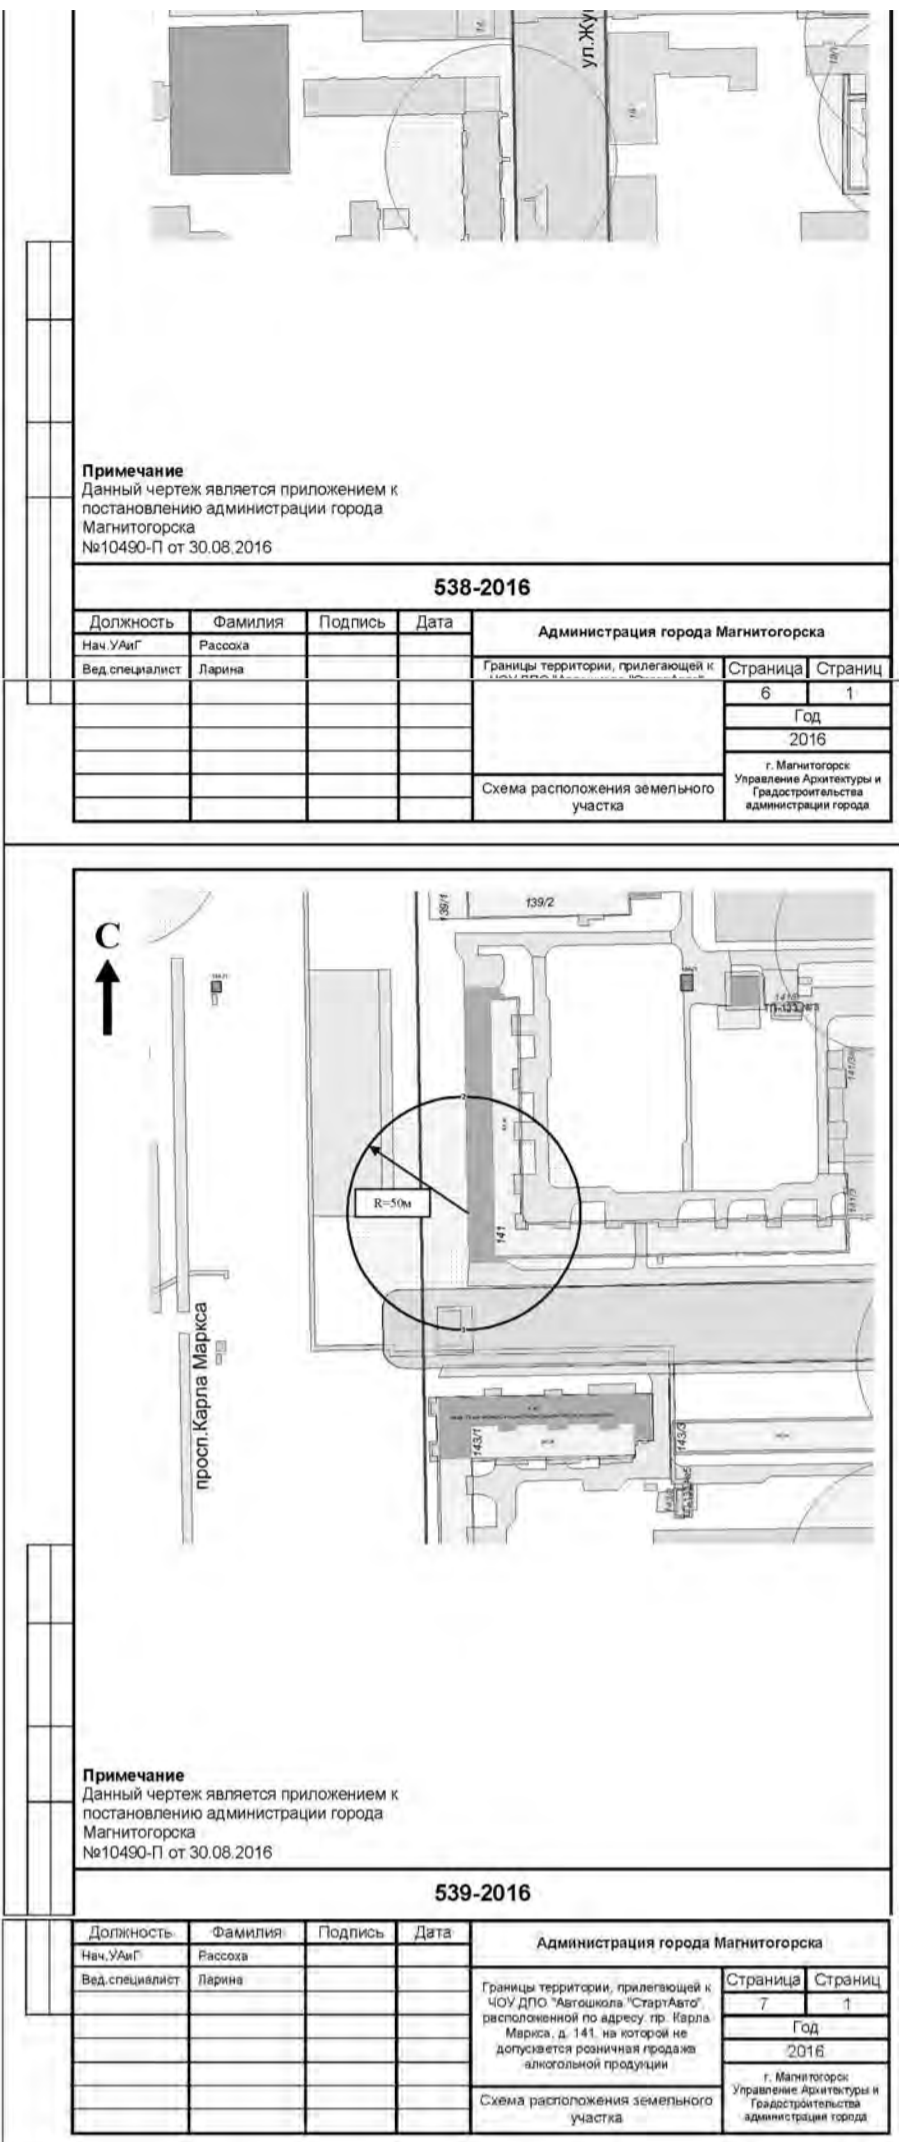 ул.Жу
Примечание
Данный чертеж является приложением к
постановлению администрации города
Магнитогорска
№10490-П от 30.08.2016
538-2016
Должность Фамилия Подпись Дата
Администрация города Магнитогорска
Нач.УАиГ Рассоха
Вед.специалист Ларина
Границы территории, прилегающей к
Страница Страниц
6 1
Год
2016
Схема расположения земельного
участка
г. Магнитогорск
Управление Архитектуры и
Градостроительства
администрации города
С
139/1
139/2
141/3
R=50м
141
просп.Карла Маркса
143/1
143/3
Примечание
Данный чертеж является приложением к
постановлению администрации города
Магнитогорска
№10490-П от 30.08.2016
539-2016
Должность Фамилия Подпись Дата
Администрация города Магнитогорска
Нач.УАиГ Рассоха
Вед.специалист Ларина
Границы территории, прилегающей к
ЧОУ ДПО "Автошкола "СтартАвто",
расположенной по адресу: пр. Карла
Маркса, д. 141, на которой не
допускается розничная продажа
алкогольной продукции
Страница Страниц
7 1
Год
2016
Схема расположения земельного
участка
г. Магнитогорск
Управление Архитектуры и
Градостроительства
администрации города